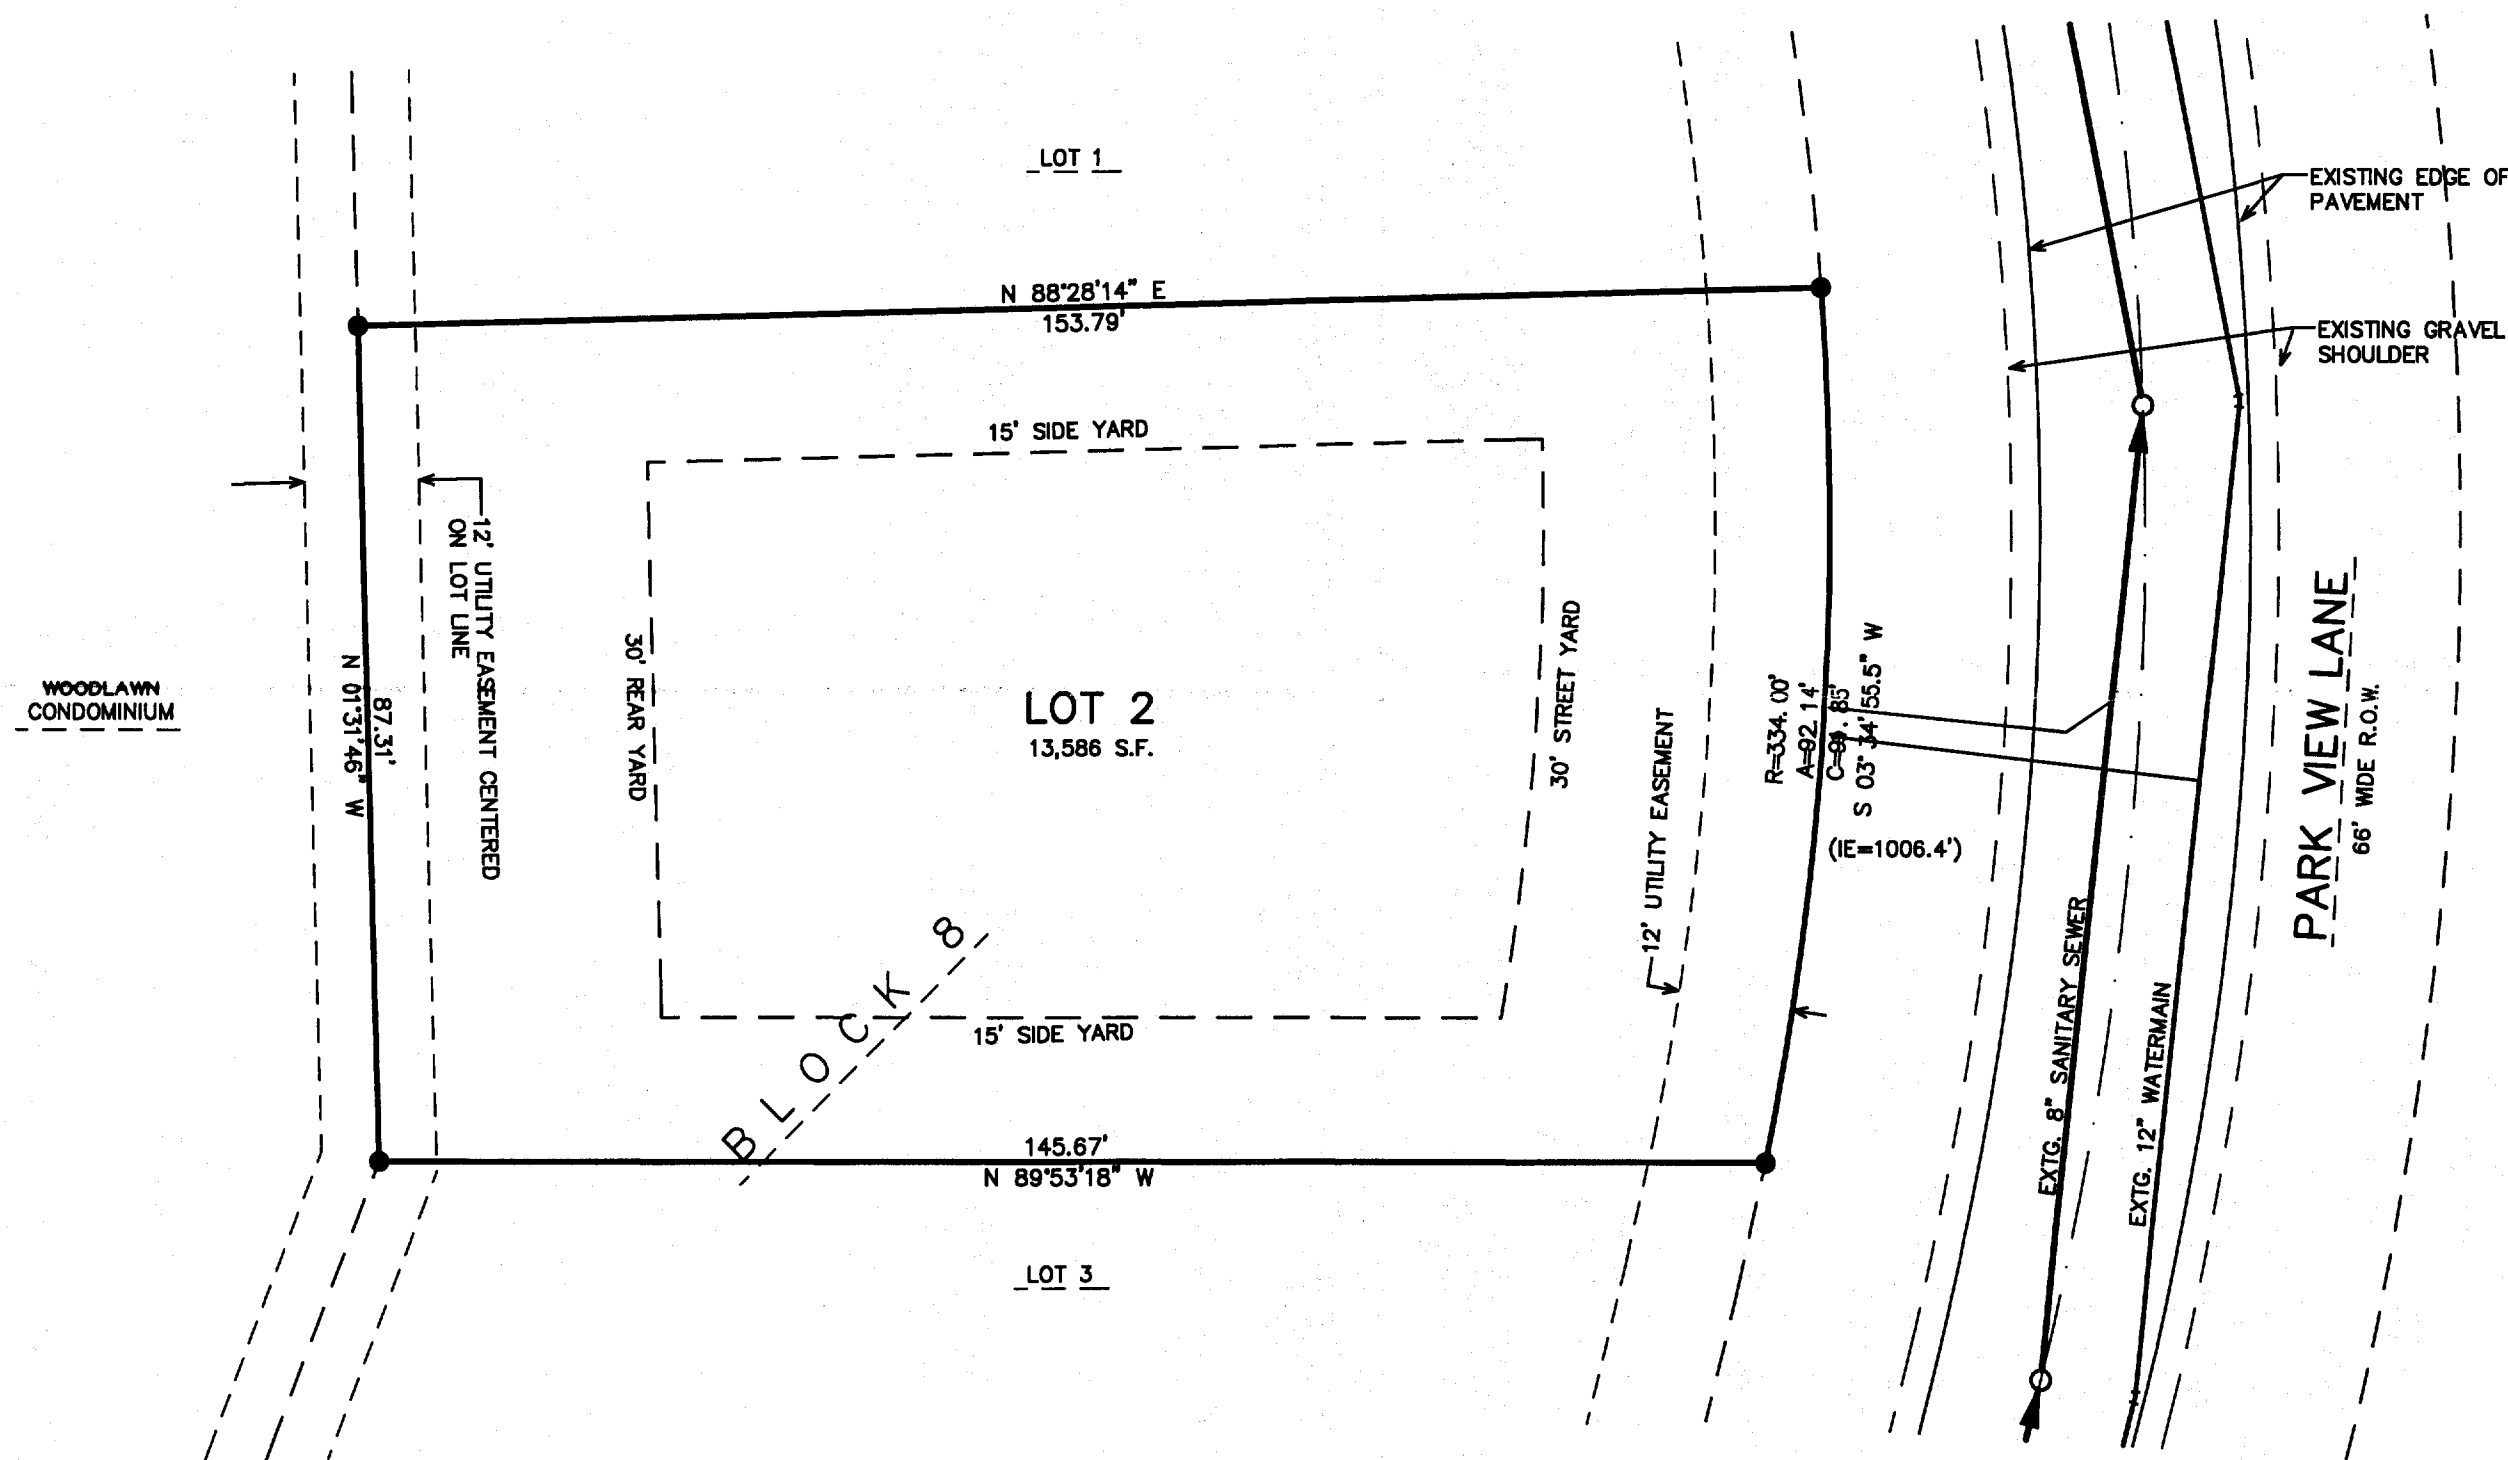 LOT 1
EXISTING EDGE OF
PAVEMENT
N 88°28'14" E
153.79'
EXISTING GRAVEL
SHOULDER
15' SIDE YARD
12' UTILITY EASEMENT CENTERED
ON LOT LINE
WOODLAWN
CONDOMINIUM
87.31'
N 01°31'46" W
30' REAR YARD
LOT 2
13,586 S.F.
30' STREET YARD
12' UTILITY EASEMENT
R=334.00'
A=92.14'
C=91.85'
S 03°34'55.5" W
(IE=1006.4')
PARK VIEW LANE
66' WIDE R.O.W.
BLOCK 8
15' SIDE YARD
EXTG. 8" SANITARY SEWER
EXTG. 12" WATERMAIN
145.67'
N 89°53'18" W
LOT 3